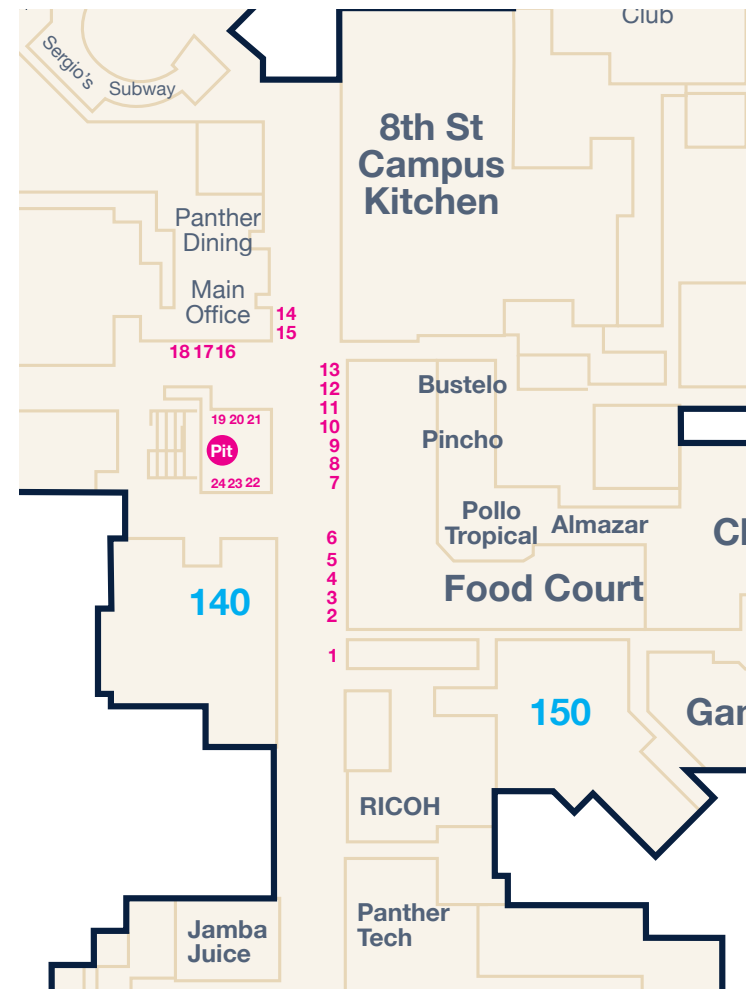 Club
Sergio's
Subway
8th St
Campus
Kitchen
Panther
Dining
Main
Office
14
15
18 17 16
13
12
11
10
9
8
7
Bustelo
Pincho
19 20 21
Pit
24 23 22
Pollo
Tropical
Almazar
6
5
4
3
2
Food Court
140
1
150
Gar
RICOH
Panther
Tech
Jamba
Juice